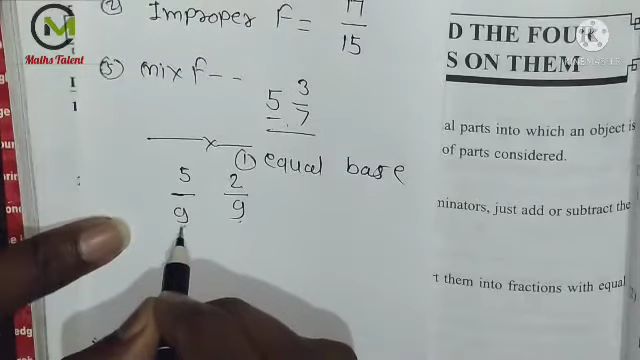 Maths Talent
② Improper F = 17/15
③ mix f - -
5 3/7
x
① equal base
5/9 2/9
D THE FOUR
S ON THEM
al parts into which an object is
of parts considered.
ninators, just add or subtract the
t them into fractions with equal